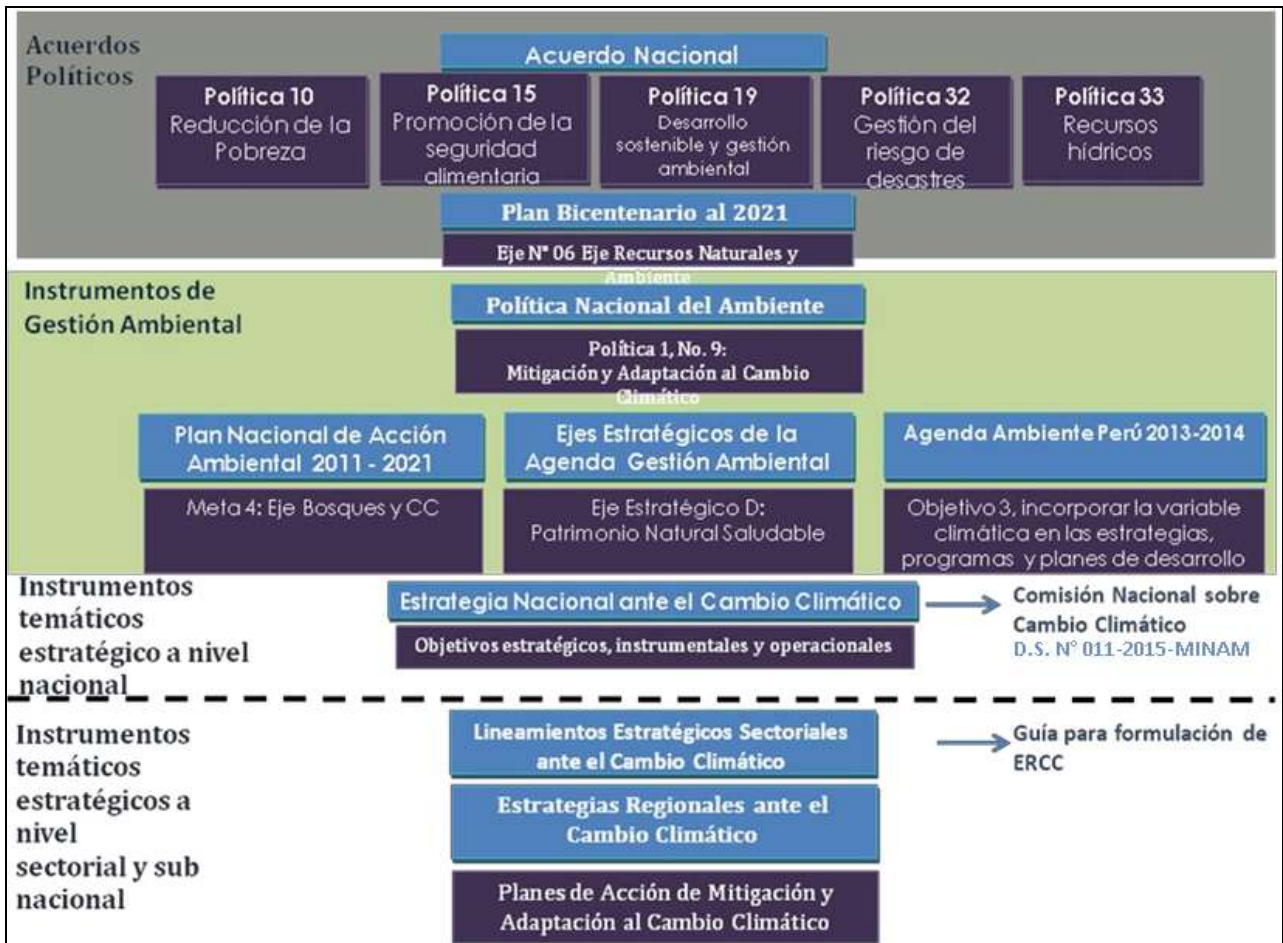 Acuerdos
Políticos
Acuerdo Nacional
Política 10
Reducción de la
Pobreza
Política 15
Promoción de la
seguridad
alimentaria
Política 19
Desarrollo
sostenible y gestión
ambiental
Política 32
Gestión del
riesgo de
desastres
Política 33
Recursos
hídricos
Plan Bicentenario al 2021
Eje N° 06 Eje Recursos Naturales y
Ambiente
Instrumentos de
Gestión Ambiental
Política Nacional del Ambiente
Política 1, No. 9:
Mitigación y Adaptación al Cambio
Climático
Plan Nacional de Acción
Ambiental 2011 - 2021
Meta 4: Eje Bosques y CC
Ejes Estratégicos de la
Agenda Gestión Ambiental
Eje Estratégico D:
Patrimonio Natural Saludable
Agenda Ambiente Perú 2013-2014
Objetivo 3, incorporar la variable
climática en las estrategias,
programas y planes de desarrollo
Instrumentos
temáticos
estratégico a nivel
nacional
Estrategia Nacional ante el Cambio Climático
Objetivos estratégicos, instrumentales y operacionales
Comisión Nacional sobre
Cambio Climático
D.S. N° 011-2015-MINAM
Instrumentos
temáticos
estratégicos a
nivel
sectorial y sub
nacional
Lineamientos Estratégicos Sectoriales
ante el Cambio Climático
Estrategias Regionales ante el
Cambio Climático
Planes de Acción de Mitigación y
Adaptación al Cambio Climático
Guía para formulación de
ERCC